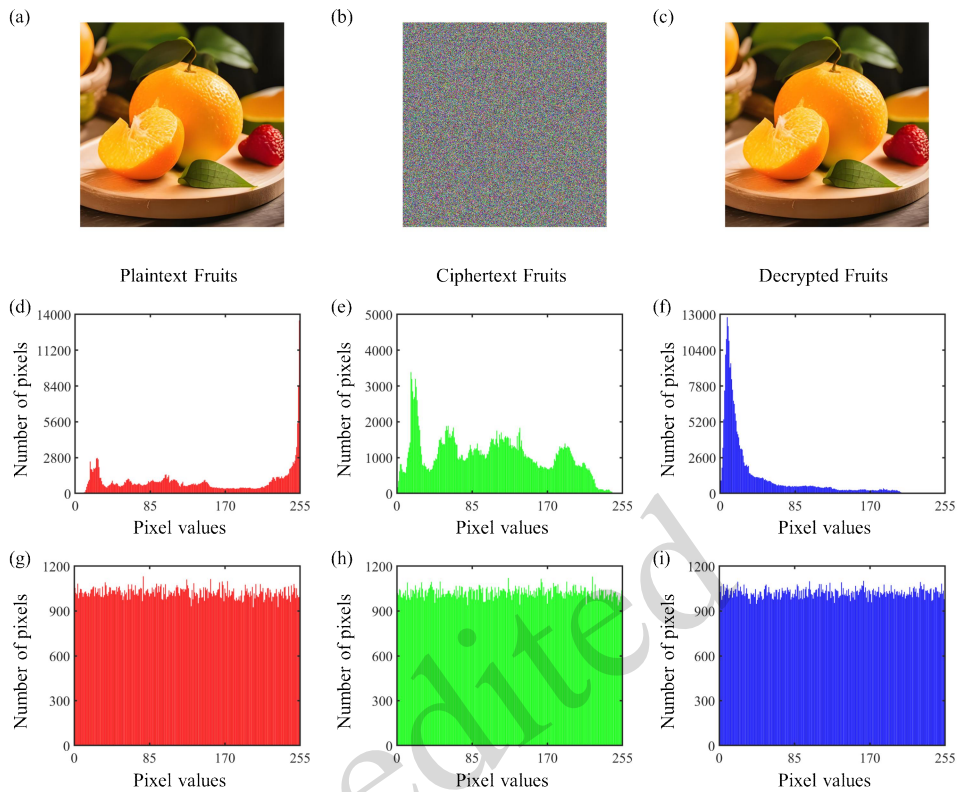 (a) (b) (c)
Plaintext Fruits Ciphertext Fruits Decrypted Fruits
(d) (e) (f)
14000
11200
8400
5600
2800
0
Number of pixels
0 85 170 255
Pixel values
5000
4000
3000
2000
1000
0
Number of pixels
0 85 170 255
Pixel values
13000
10400
7800
5200
2600
0
Number of pixels
0 85 170 255
Pixel values
(g) (h) (i)
1200
900
600
300
0
Number of pixels
0 85 170 255
Pixel values
1200
900
600
300
0
Number of pixels
0 85 170 255
Pixel values
1200
900
600
300
0
Number of pixels
0 85 170 255
Pixel values
edited